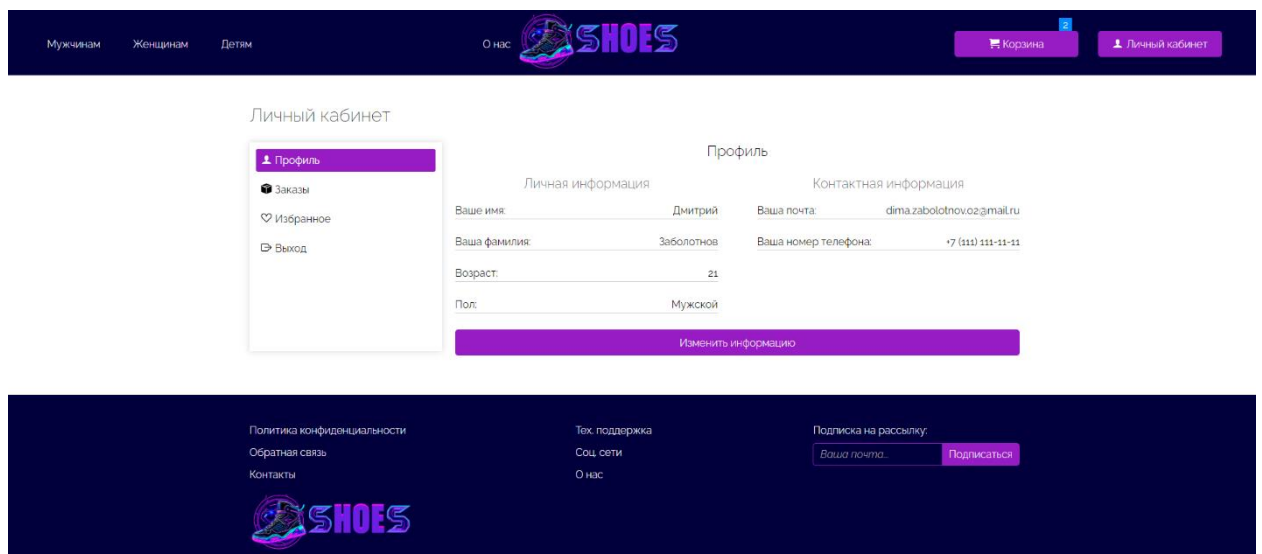 Мужчинам Женщинам Детям О нас SHOES 2 Корзина Личный кабинет
Личный кабинет
Профиль
Заказы
Избранное
Выход
Профиль
Личная информация
Ваше имя: Дмитрий
Ваша фамилия: Заболотнов
Возраст: 21
Пол: Мужской
Контактная информация
Ваша почта: dima.zabolotnov.02@mail.ru
Ваш номер телефона: +7 (111) 111-11-11
Изменить информацию
Политика конфиденциальности
Обратная связь
Контакты
SHOES
Тех. поддержка
Соц. сети
О нас
Подписка на рассылку:
Ваша почта... Подписаться